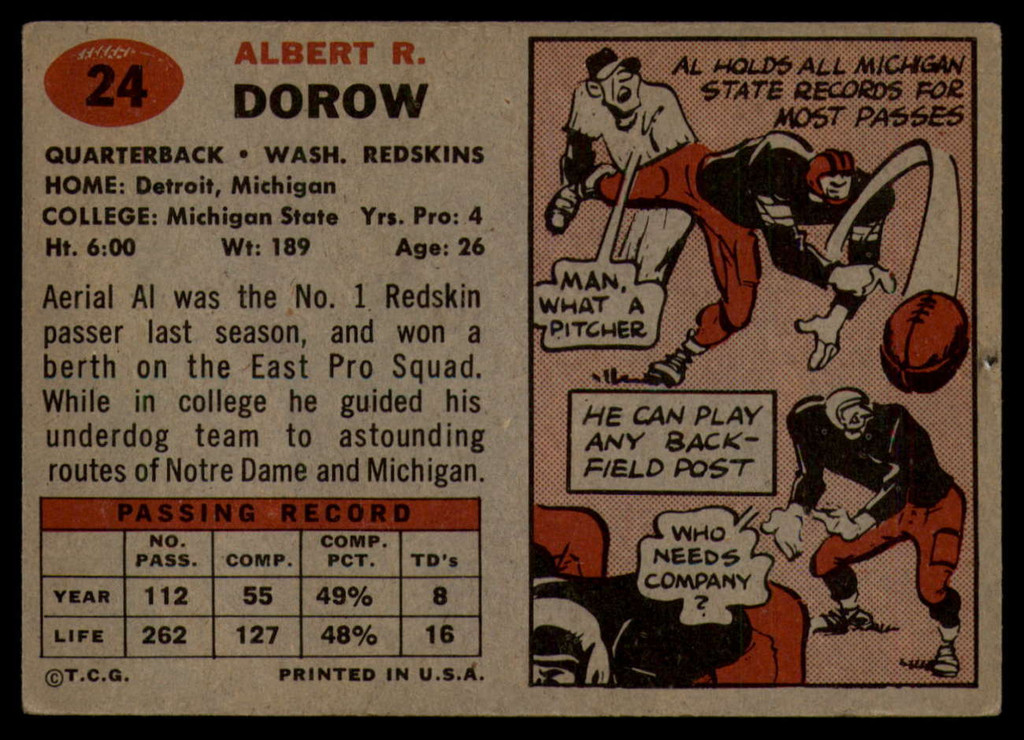 24
ALBERT R.
DOROW
QUARTERBACK • WASH. REDSKINS
HOME: Detroit, Michigan
COLLEGE: Michigan State Yrs. Pro: 4
Ht. 6:00 Wt: 189 Age: 26
Aerial Al was the No. 1 Redskin
passer last season, and won a
berth on the East Pro Squad.
While in college he guided his
underdog team to astounding
routes of Notre Dame and Michigan.
PASSING RECORD
NO. PASS. COMP. COMP. PCT. TD's
YEAR 112 55 49% 8
LIFE 262 127 48% 16
©T.C.G. PRINTED IN U.S.A.
AL HOLDS ALL MICHIGAN
STATE RECORDS FOR
MOST PASSES
MAN,
WHAT A
PITCHER
HE CAN PLAY
ANY BACK-
FIELD POST
WHO
NEEDS
COMPANY
?